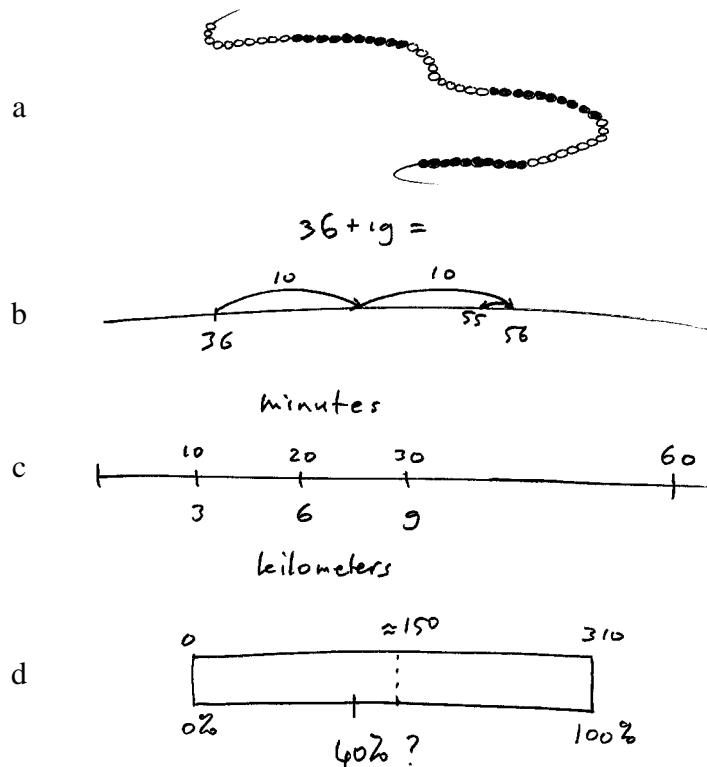 a
36 + 19 =
10 10
b
36 55 56
minutes
10 20 30 60
c
3 6 9
kilometers
0 ≈150 310
d
0% 100%
40% ?